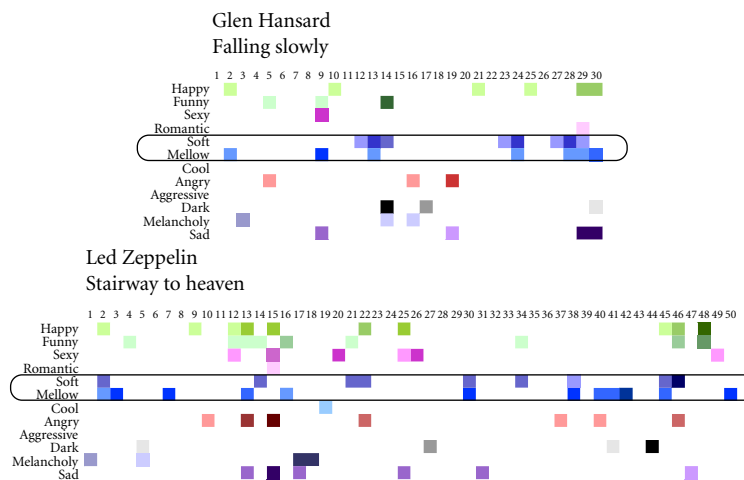 Glen Hansard
Falling slowly
1 2 3 4 5 6 7 8 9 10 11 12 13 14 15 16 17 18 19 20 21 22 23 24 25 26 27 28 29 30
Happy
Funny
Sexy
Romantic
Soft
Mellow
Cool
Angry
Aggressive
Dark
Melancholy
Sad
Led Zeppelin
Stairway to heaven
1 2 3 4 5 6 7 8 9 10 11 12 13 14 15 16 17 18 19 20 21 22 23 24 25 26 27 28 29 30 31 32 33 34 35 36 37 38 39 40 41 42 43 44 45 46 47 48 49 50
Happy
Funny
Sexy
Romantic
Soft
Mellow
Cool
Angry
Aggressive
Dark
Melancholy
Sad